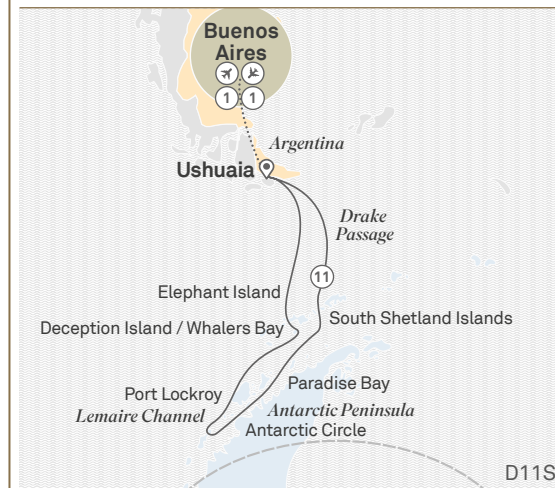 Buenos
Aires
1 1
Argentina
Ushuaia
Drake
Passage
11
Elephant Island
South Shetland Islands
Deception Island / Whalers Bay
Paradise Bay
Port Lockroy
Antarctic Peninsula
Lemaire Channel
Antarctic Circle
D11S